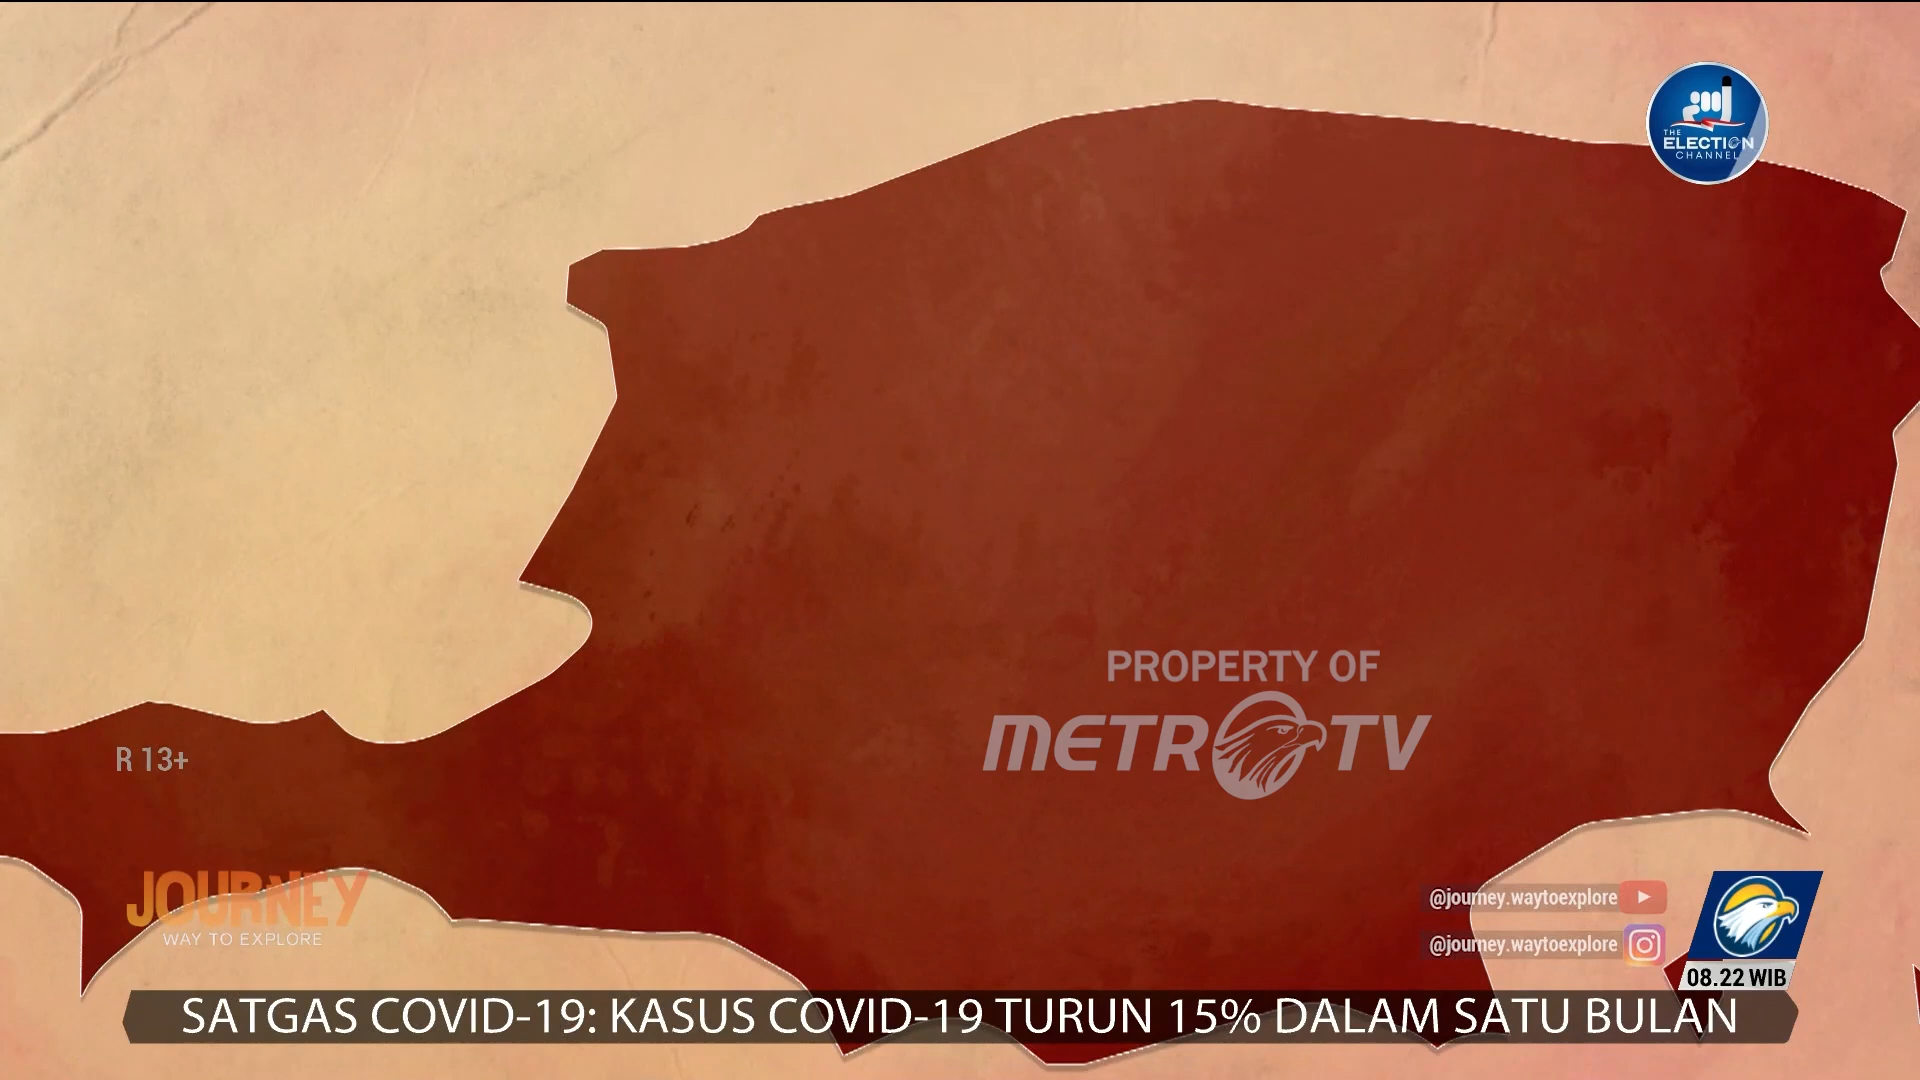 THE
ELECTION
CHANNEL
PROPERTY OF
METRO TV
R 13+
JOURNEY
WAY TO EXPLORE
@journey.waytoexplore
@journey.waytoexplore
08.22 WIB
SATGAS COVID-19: KASUS COVID-19 TURUN 15% DALAM SATU BULAN